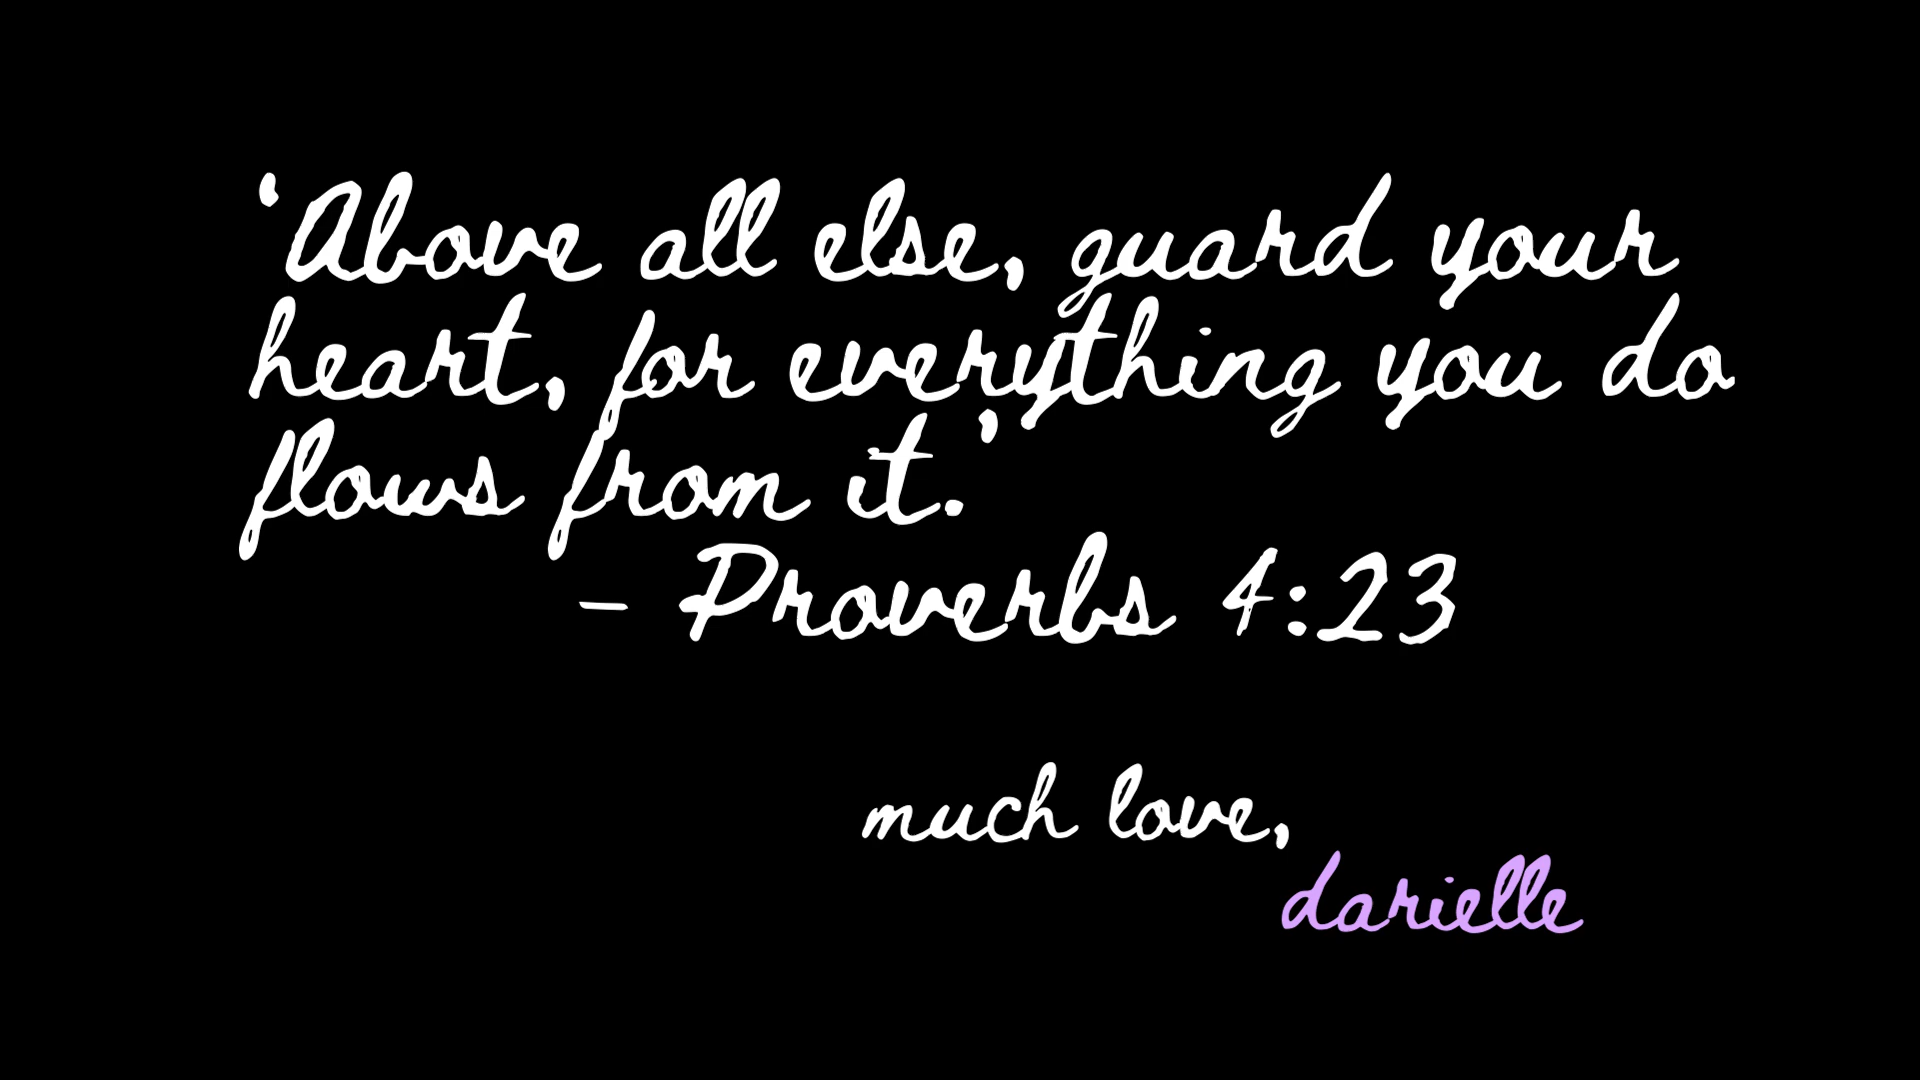 ‘Above all else, guard your
heart, for everything you do
flows from it.’
– Proverbs 4:23
much love,
darielle